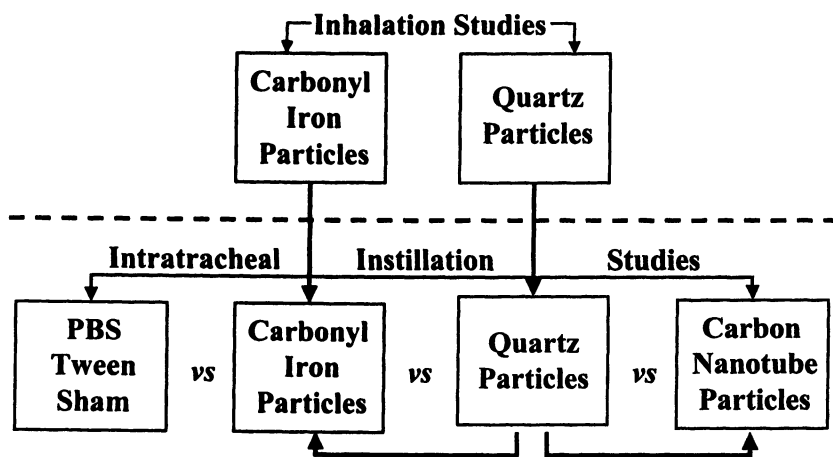 Inhalation Studies
Carbonyl
Iron
Particles
Quartz
Particles
Intratracheal Instillation Studies
PBS
Tween
Sham
vs
Carbonyl
Iron
Particles
vs
Quartz
Particles
vs
Carbon
Nanotube
Particles